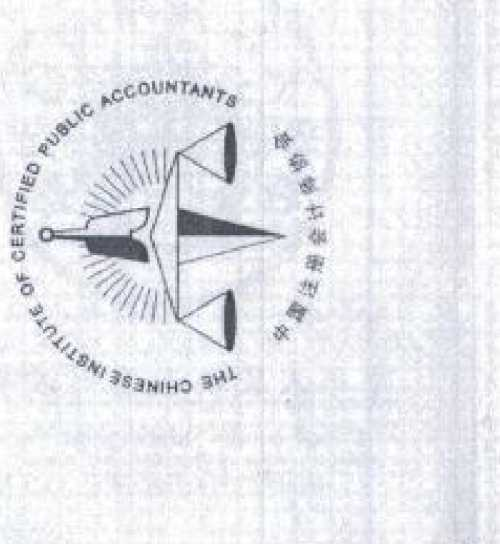 THE CHINESE INSTITUTE OF CERTIFIED PUBLIC ACCOUNTANTS
中国注册会计师协会